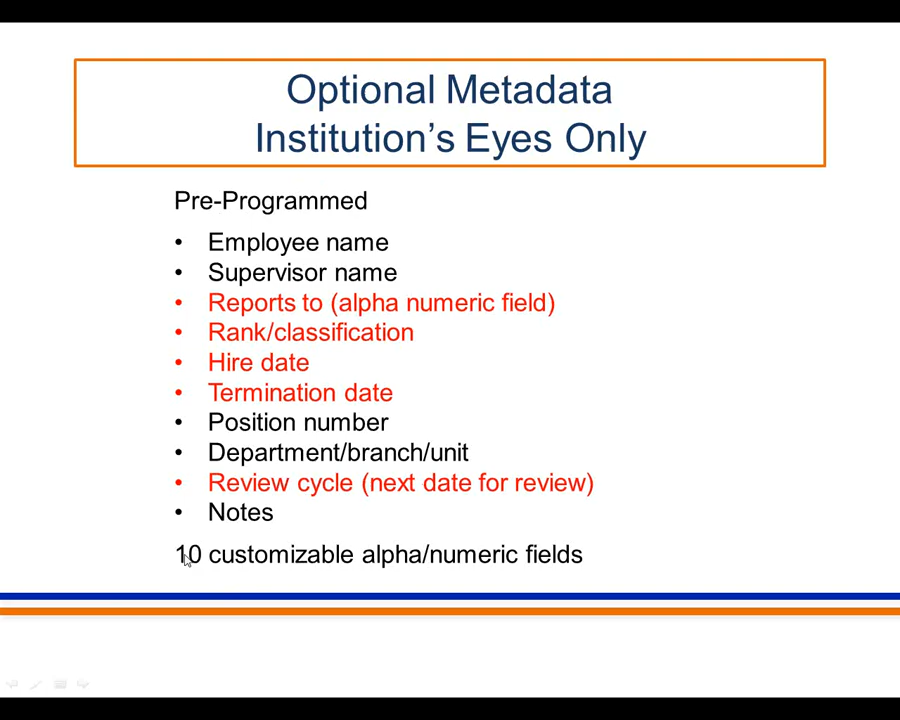 Optional Metadata
Institution’s Eyes Only
Pre-Programmed
• Employee name
• Supervisor name
• Reports to (alpha numeric field)
• Rank/classification
• Hire date
• Termination date
• Position number
• Department/branch/unit
• Review cycle (next date for review)
• Notes
10 customizable alpha/numeric fields